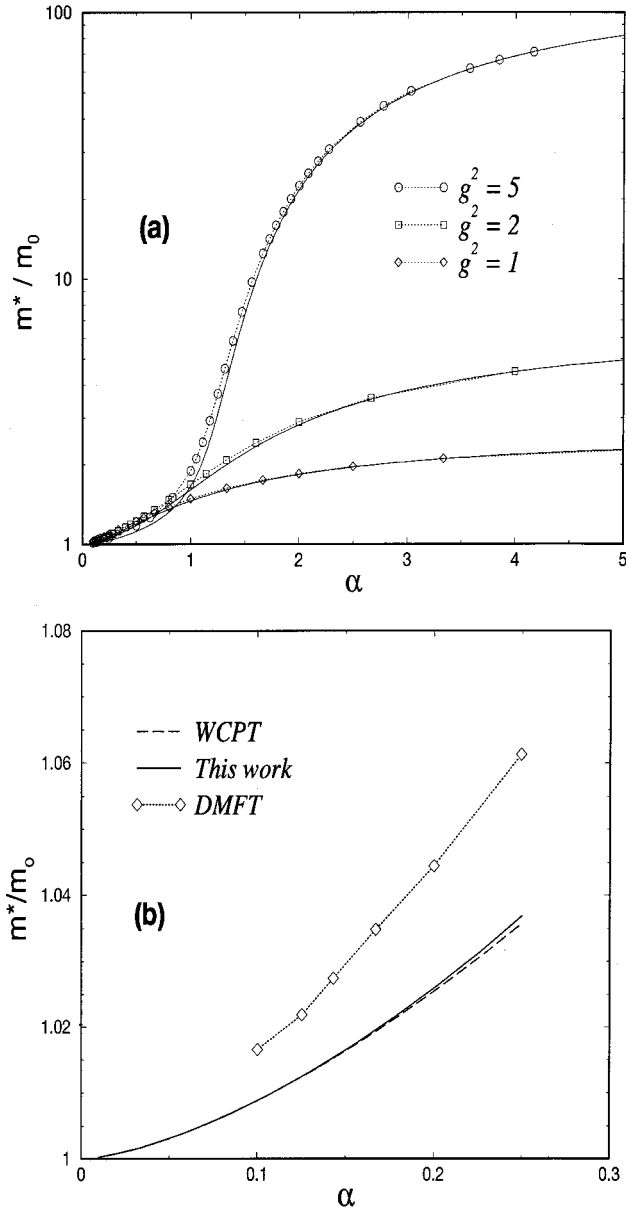 100
10
1
m* / m₀
(a)
g² = 5
g² = 2
g² = 1
0 1 2 3 4 5
α
1.08
1.06
1.04
1.02
1
m*/mₒ
WCPT
This work
DMFT
(b)
0 0.1 0.2 0.3
α